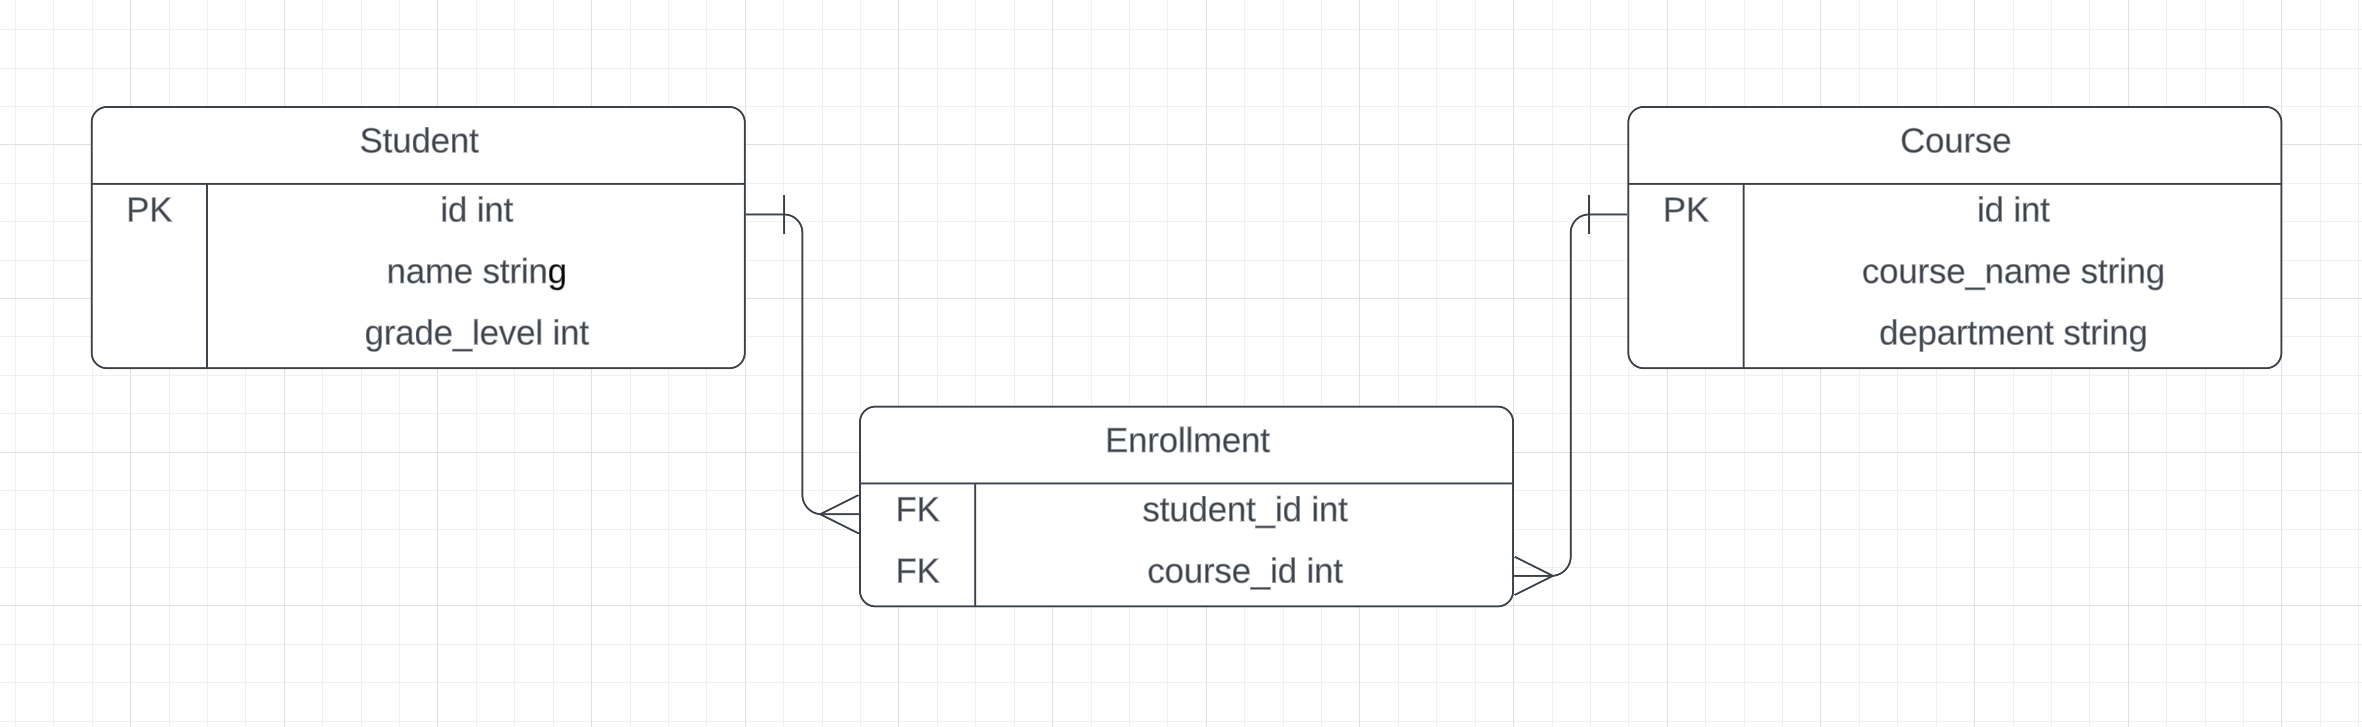 Student
PK id int
name string
grade_level int
Course
PK id int
course_name string
department string
Enrollment
FK student_id int
FK course_id int